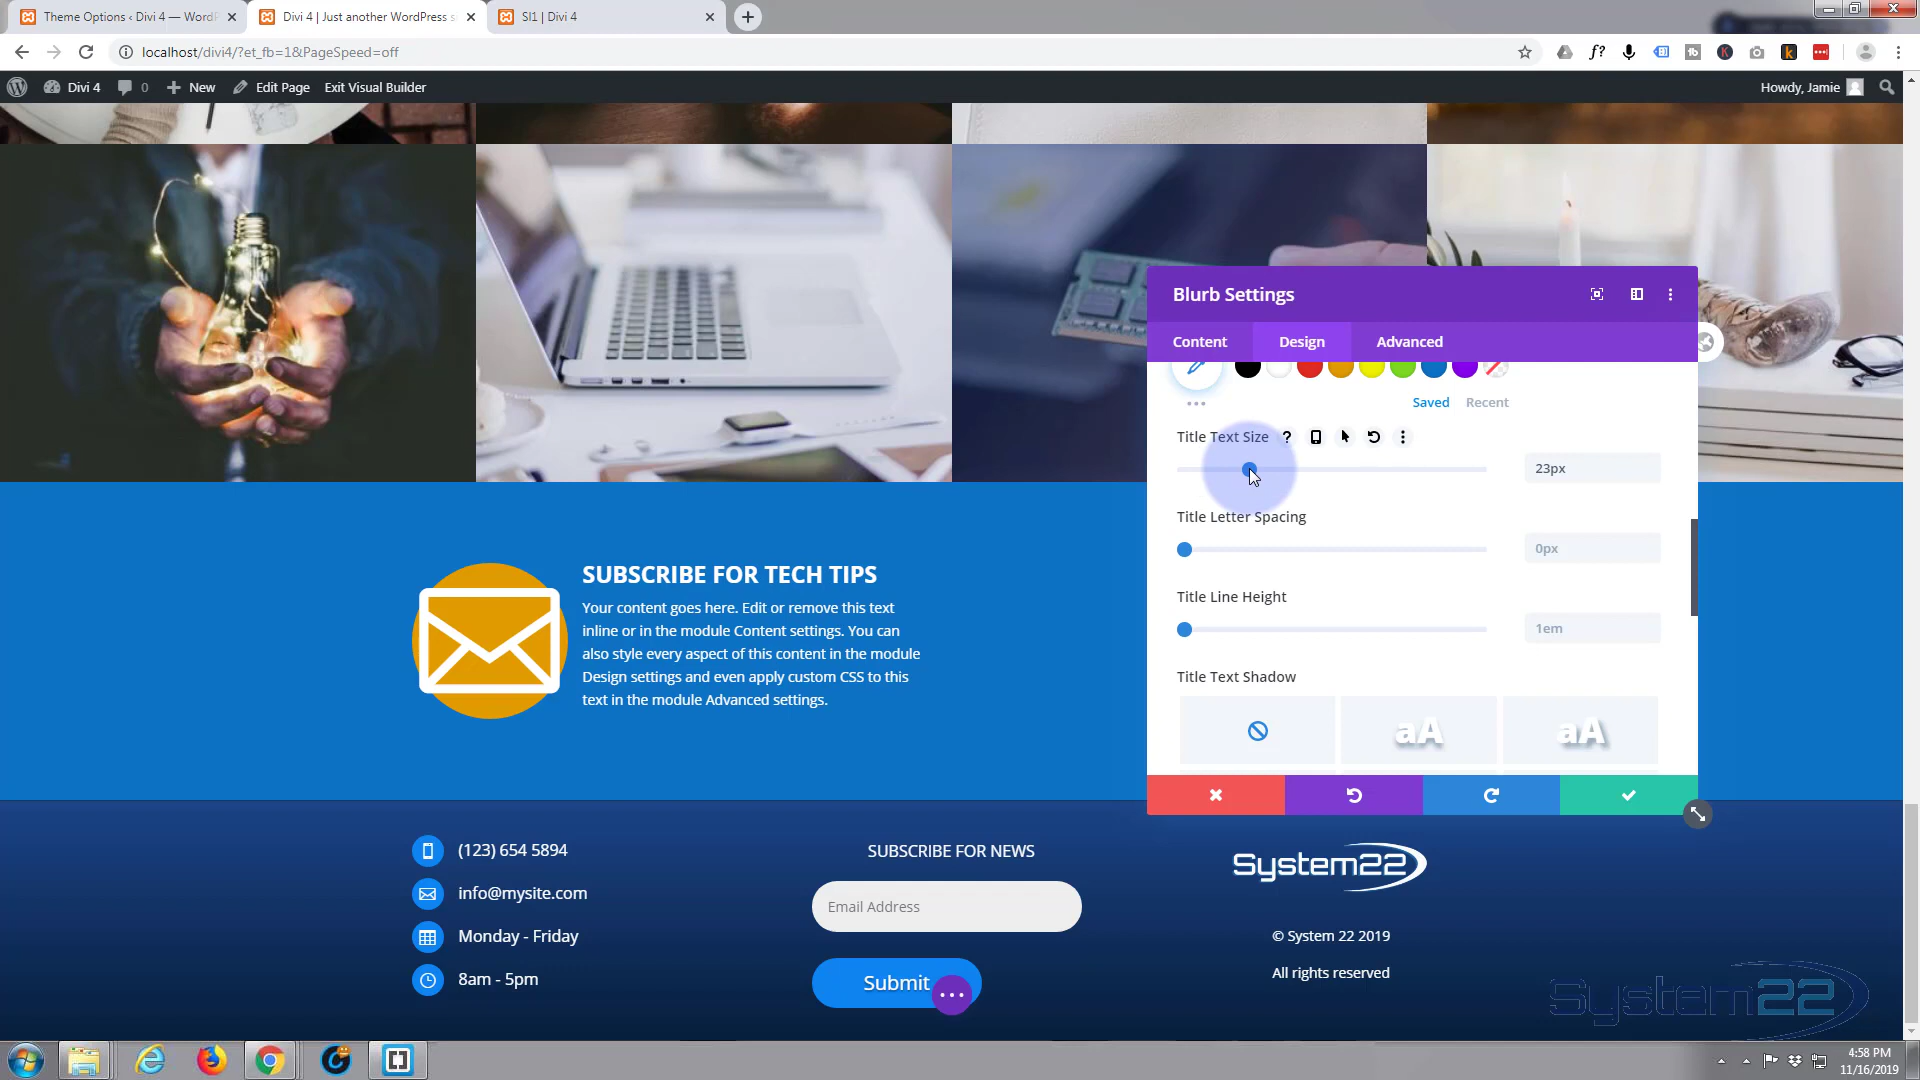 Theme Options ‹ Divi 4 — WordP
Divi 4 | Just another WordPress s
SI1 | Divi 4
localhost/divi4/?et_fb=1&PageSpeed=off
Divi 4
0
New
Edit Page
Exit Visual Builder
Howdy, Jamie
Blurb Settings
Content
Design
Advanced
Saved
Recent
Title Text Size
23px
Title Letter Spacing
0px
Title Line Height
1em
Title Text Shadow
aA
aA
SUBSCRIBE FOR TECH TIPS
Your content goes here. Edit or remove this text
inline or in the module Content settings. You can
also style every aspect of this content in the module
Design settings and even apply custom CSS to this
text in the module Advanced settings.
(123) 654 5894
info@mysite.com
Monday - Friday
8am - 5pm
SUBSCRIBE FOR NEWS
Email Address
Submit
System22
© System 22 2019
All rights reserved
System22
4:58 PM
11/16/2019